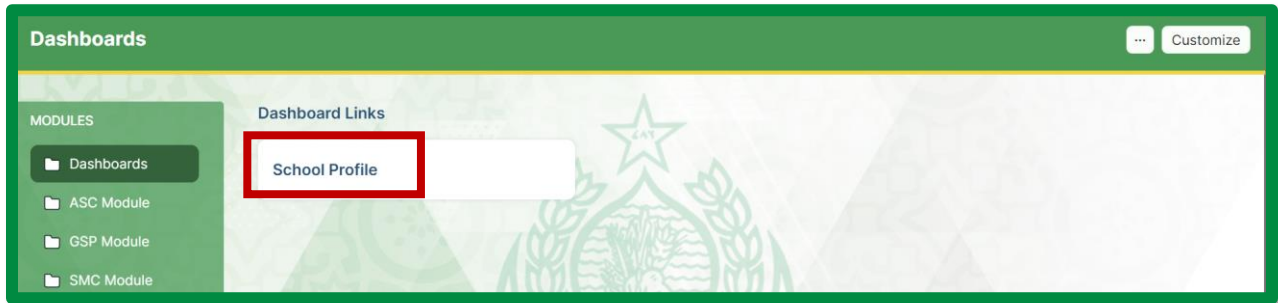 Dashboards
··· Customize
MODULES
Dashboards
ASC Module
GSP Module
SMC Module
Dashboard Links
School Profile